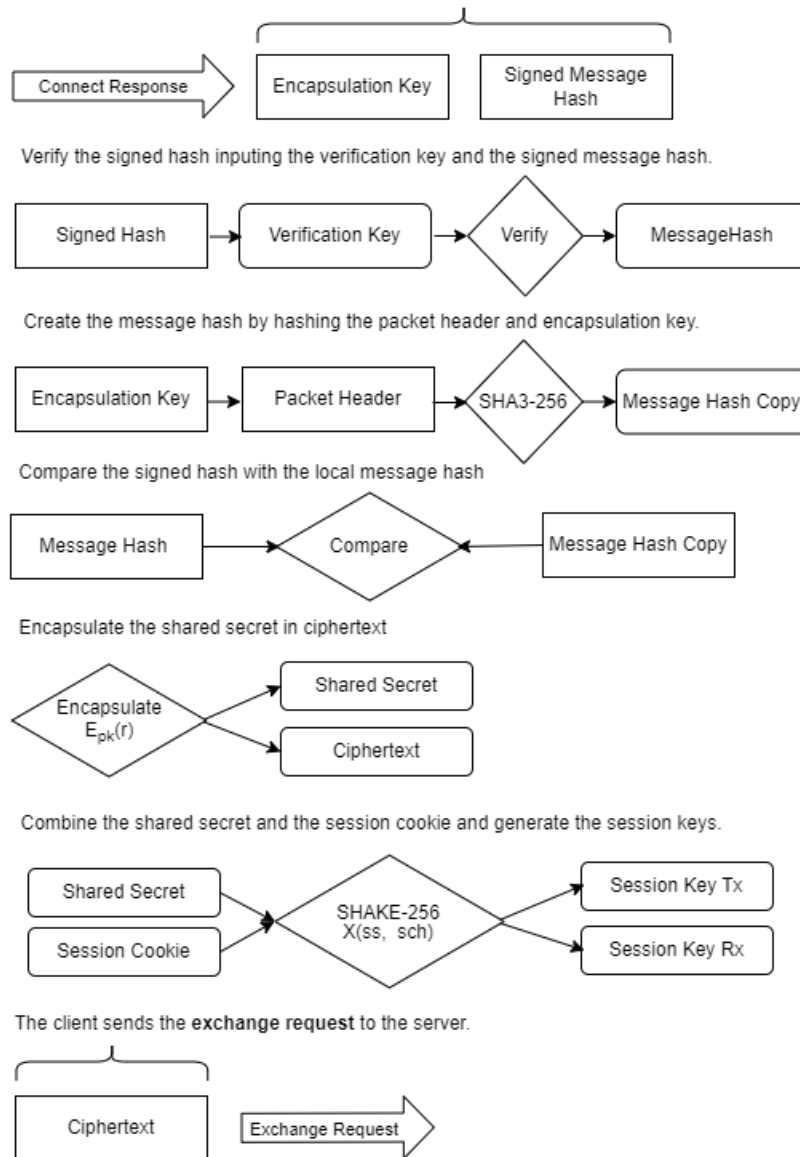 Connect Response
Encapsulation Key
Signed Message
Hash
Verify the signed hash inputing the verification key and the signed message hash.
Signed Hash
Verification Key
Verify
MessageHash
Create the message hash by hashing the packet header and encapsulation key.
Encapsulation Key
Packet Header
SHA3-256
Message Hash Copy
Compare the signed hash with the local message hash
Message Hash
Compare
Message Hash Copy
Encapsulate the shared secret in ciphertext
Encapsulate
Epk(r)
Shared Secret
Ciphertext
Combine the shared secret and the session cookie and generate the session keys.
Shared Secret
Session Cookie
SHAKE-256
X(ss, sch)
Session Key Tx
Session Key Rx
The client sends the exchange request to the server.
Ciphertext
Exchange Request